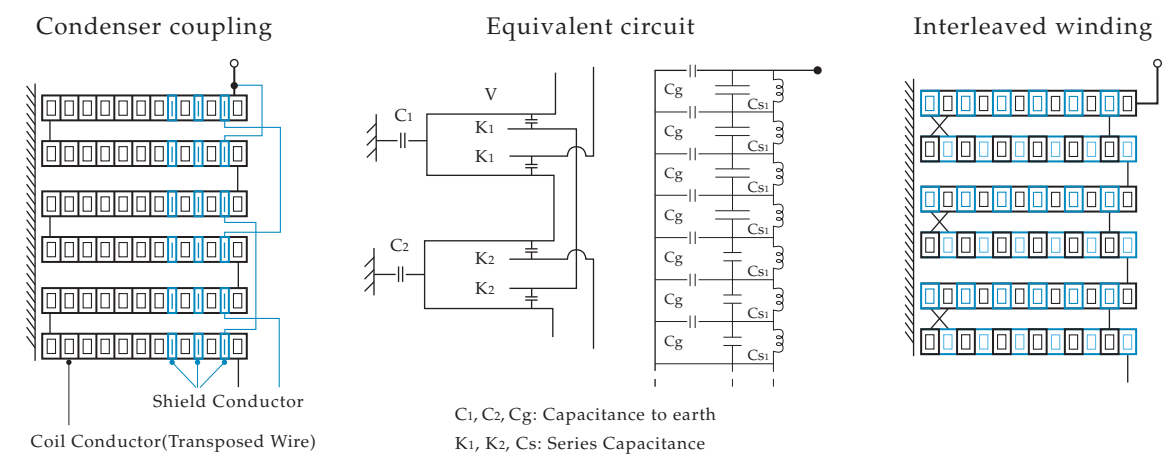 Condenser coupling
Equivalent circuit
Interleaved winding
V
C1
K1
K1
C2
K2
K2
Cg
Cs1
Cg
Cs1
Cg
Cs1
Cg
Cs1
Cg
Cs1
Cg
Cs1
Cg
Cs1
Shield Conductor
Coil Conductor(Transposed Wire)
C1, C2, Cg: Capacitance to earth
K1, K2, Cs: Series Capacitance